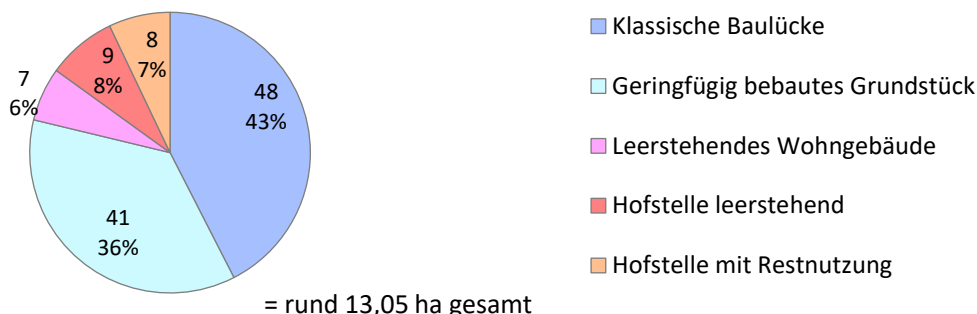 8
7%
9
8%
7
6%
48
43%
41
36%
= rund 13,05 ha gesamt
Klassische Baulücke
Geringfügig bebautes Grundstück
Leerstehendes Wohngebäude
Hofstelle leerstehend
Hofstelle mit Restnutzung